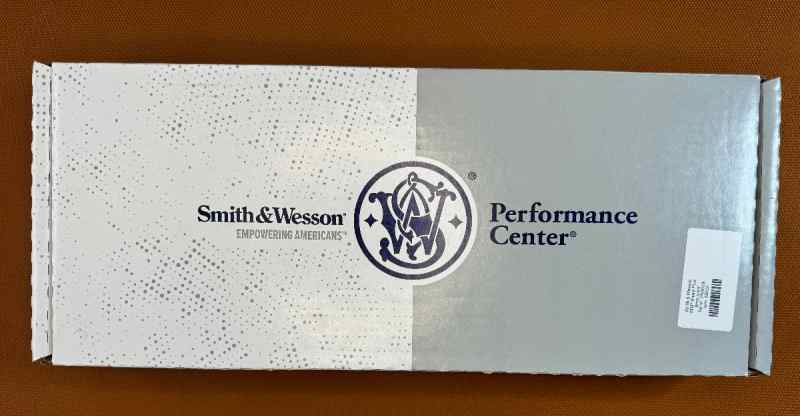 Smith & Wesson®
EMPOWERING AMERICANS™
®
Performance
Center®